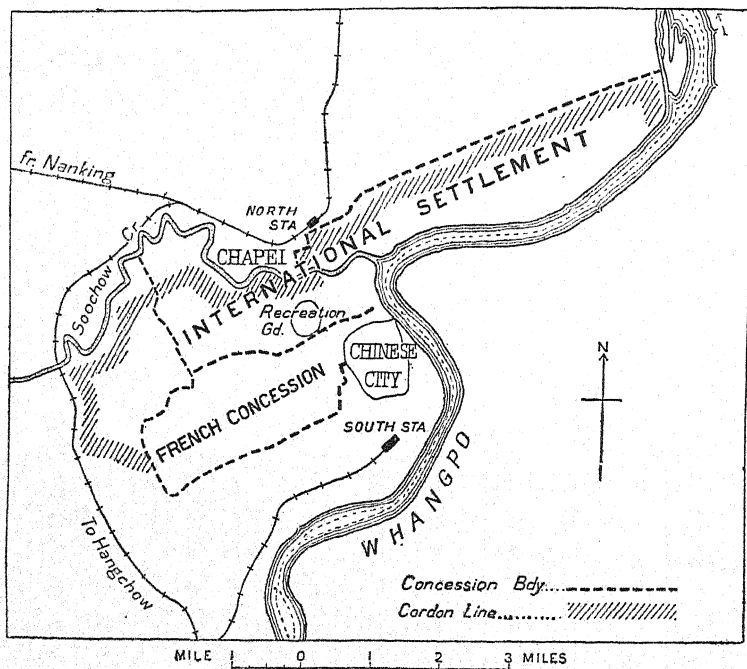 fr. Nanking
NORTH
STA
Soochow Cr.
CHAPEI
INTERNATIONAL SETTLEMENT
Recreation
Gd.
CHINESE
CITY
FRENCH CONCESSION
SOUTH STA
N
WHANGPO
To Hangchow
Concession Bdy....
Cordon Line........
MILE 1 0 1 2 3 MILES